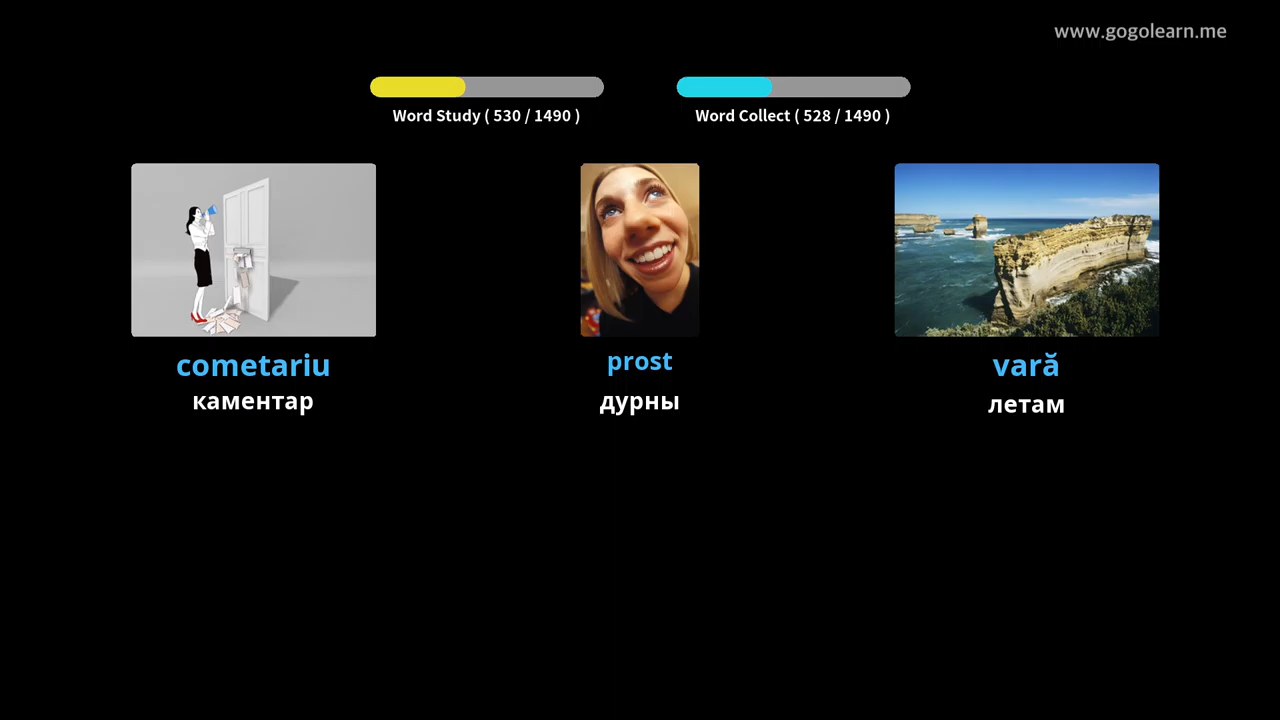 www.gogolearn.me
Word Study ( 530 / 1490 )
Word Collect ( 528 / 1490 )
cometariu
каментар
prost
дурны
vară
летам